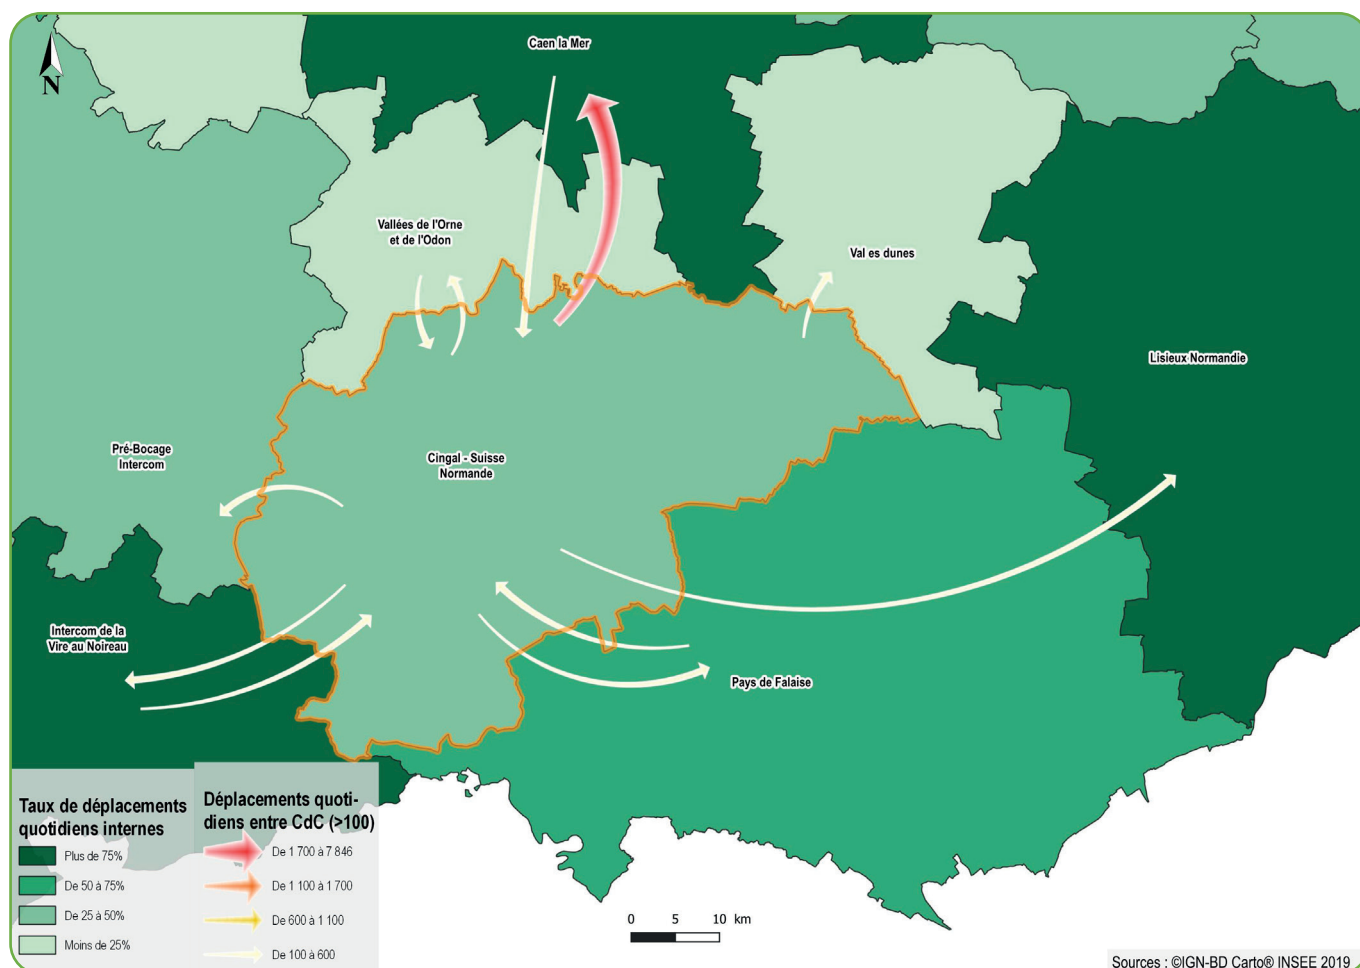 Caen la Mer
N
Vallées de l'Orne
et de l'Odon
Val es dunes
Lisieux Normandie
Pré-Bocage
Intercom
Cingal - Suisse
Normande
Intercom de la
Vire au Noireau
Pays de Falaise
Taux de déplacements
quotidiens internes
Plus de 75%
De 50 à 75%
De 25 à 50%
Moins de 25%
Déplacements quoti-
diens entre CdC (>100)
De 1 700 à 7 846
De 1 100 à 1 700
De 600 à 1 100
De 100 à 600
0 5 10 km
Sources : ©IGN-BD Carto® INSEE 2019